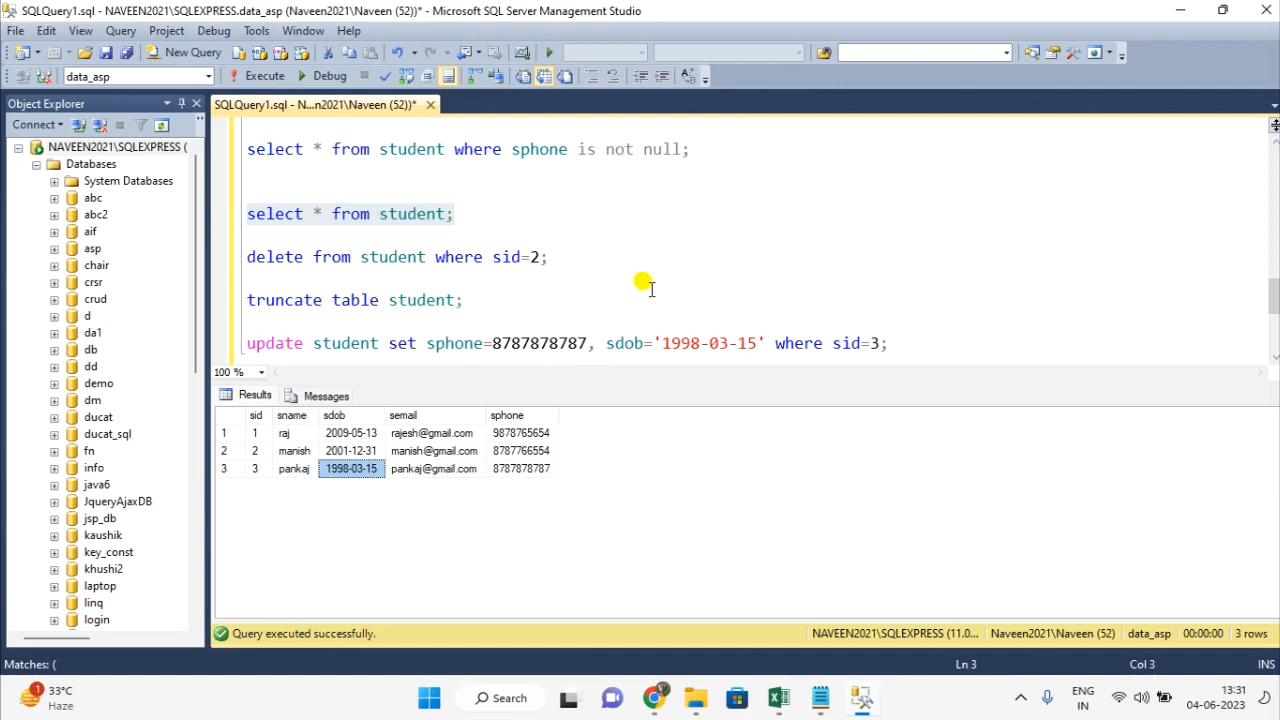 SQLQuery1.sql - NAVEEN2021\SQLEXPRESS.data_asp (Naveen2021\Naveen (52))* - Microsoft SQL Server Management Studio
File Edit View Query Project Debug Tools Window Help
New Query
data_asp Execute Debug
Object Explorer
SQLQuery1.sql - N...n2021\Naveen (52))*
Connect
NAVEEN2021\SQLEXPRESS (
Databases
System Databases
abc
abc2
aif
asp
chair
crsr
crud
d
da1
db
dd
demo
dm
ducat
ducat_sql
fn
info
java6
JqueryAjaxDB
jsp_db
kaushik
key_const
khushi2
laptop
linq
login
select * from student where sphone is not null;
select * from student;
delete from student where sid=2;
truncate table student;
update student set sphone=8787878787, sdob='1998-03-15' where sid=3;
100 %
Results Messages
sid sname sdob semail sphone
1 1 raj 2009-05-13 rajesh@gmail.com 9878765654
2 2 manish 2001-12-31 manish@gmail.com 8787766554
3 3 pankaj 1998-03-15 pankaj@gmail.com 8787878787
Query executed successfully. NAVEEN2021\SQLEXPRESS (11.0... Naveen2021\Naveen (52) data_asp 00:00:00 3 rows
Matches: ( Ln 3 Col 3 INS
1 33°C
Haze
Search
ENG
IN
13:31
04-06-2023